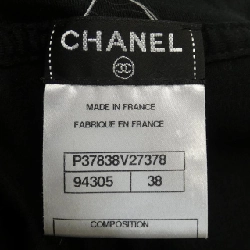 CHANEL
MADE IN FRANCE
FABRIQUE EN FRANCE
P37838V27378
94305 38
COMPOSITION